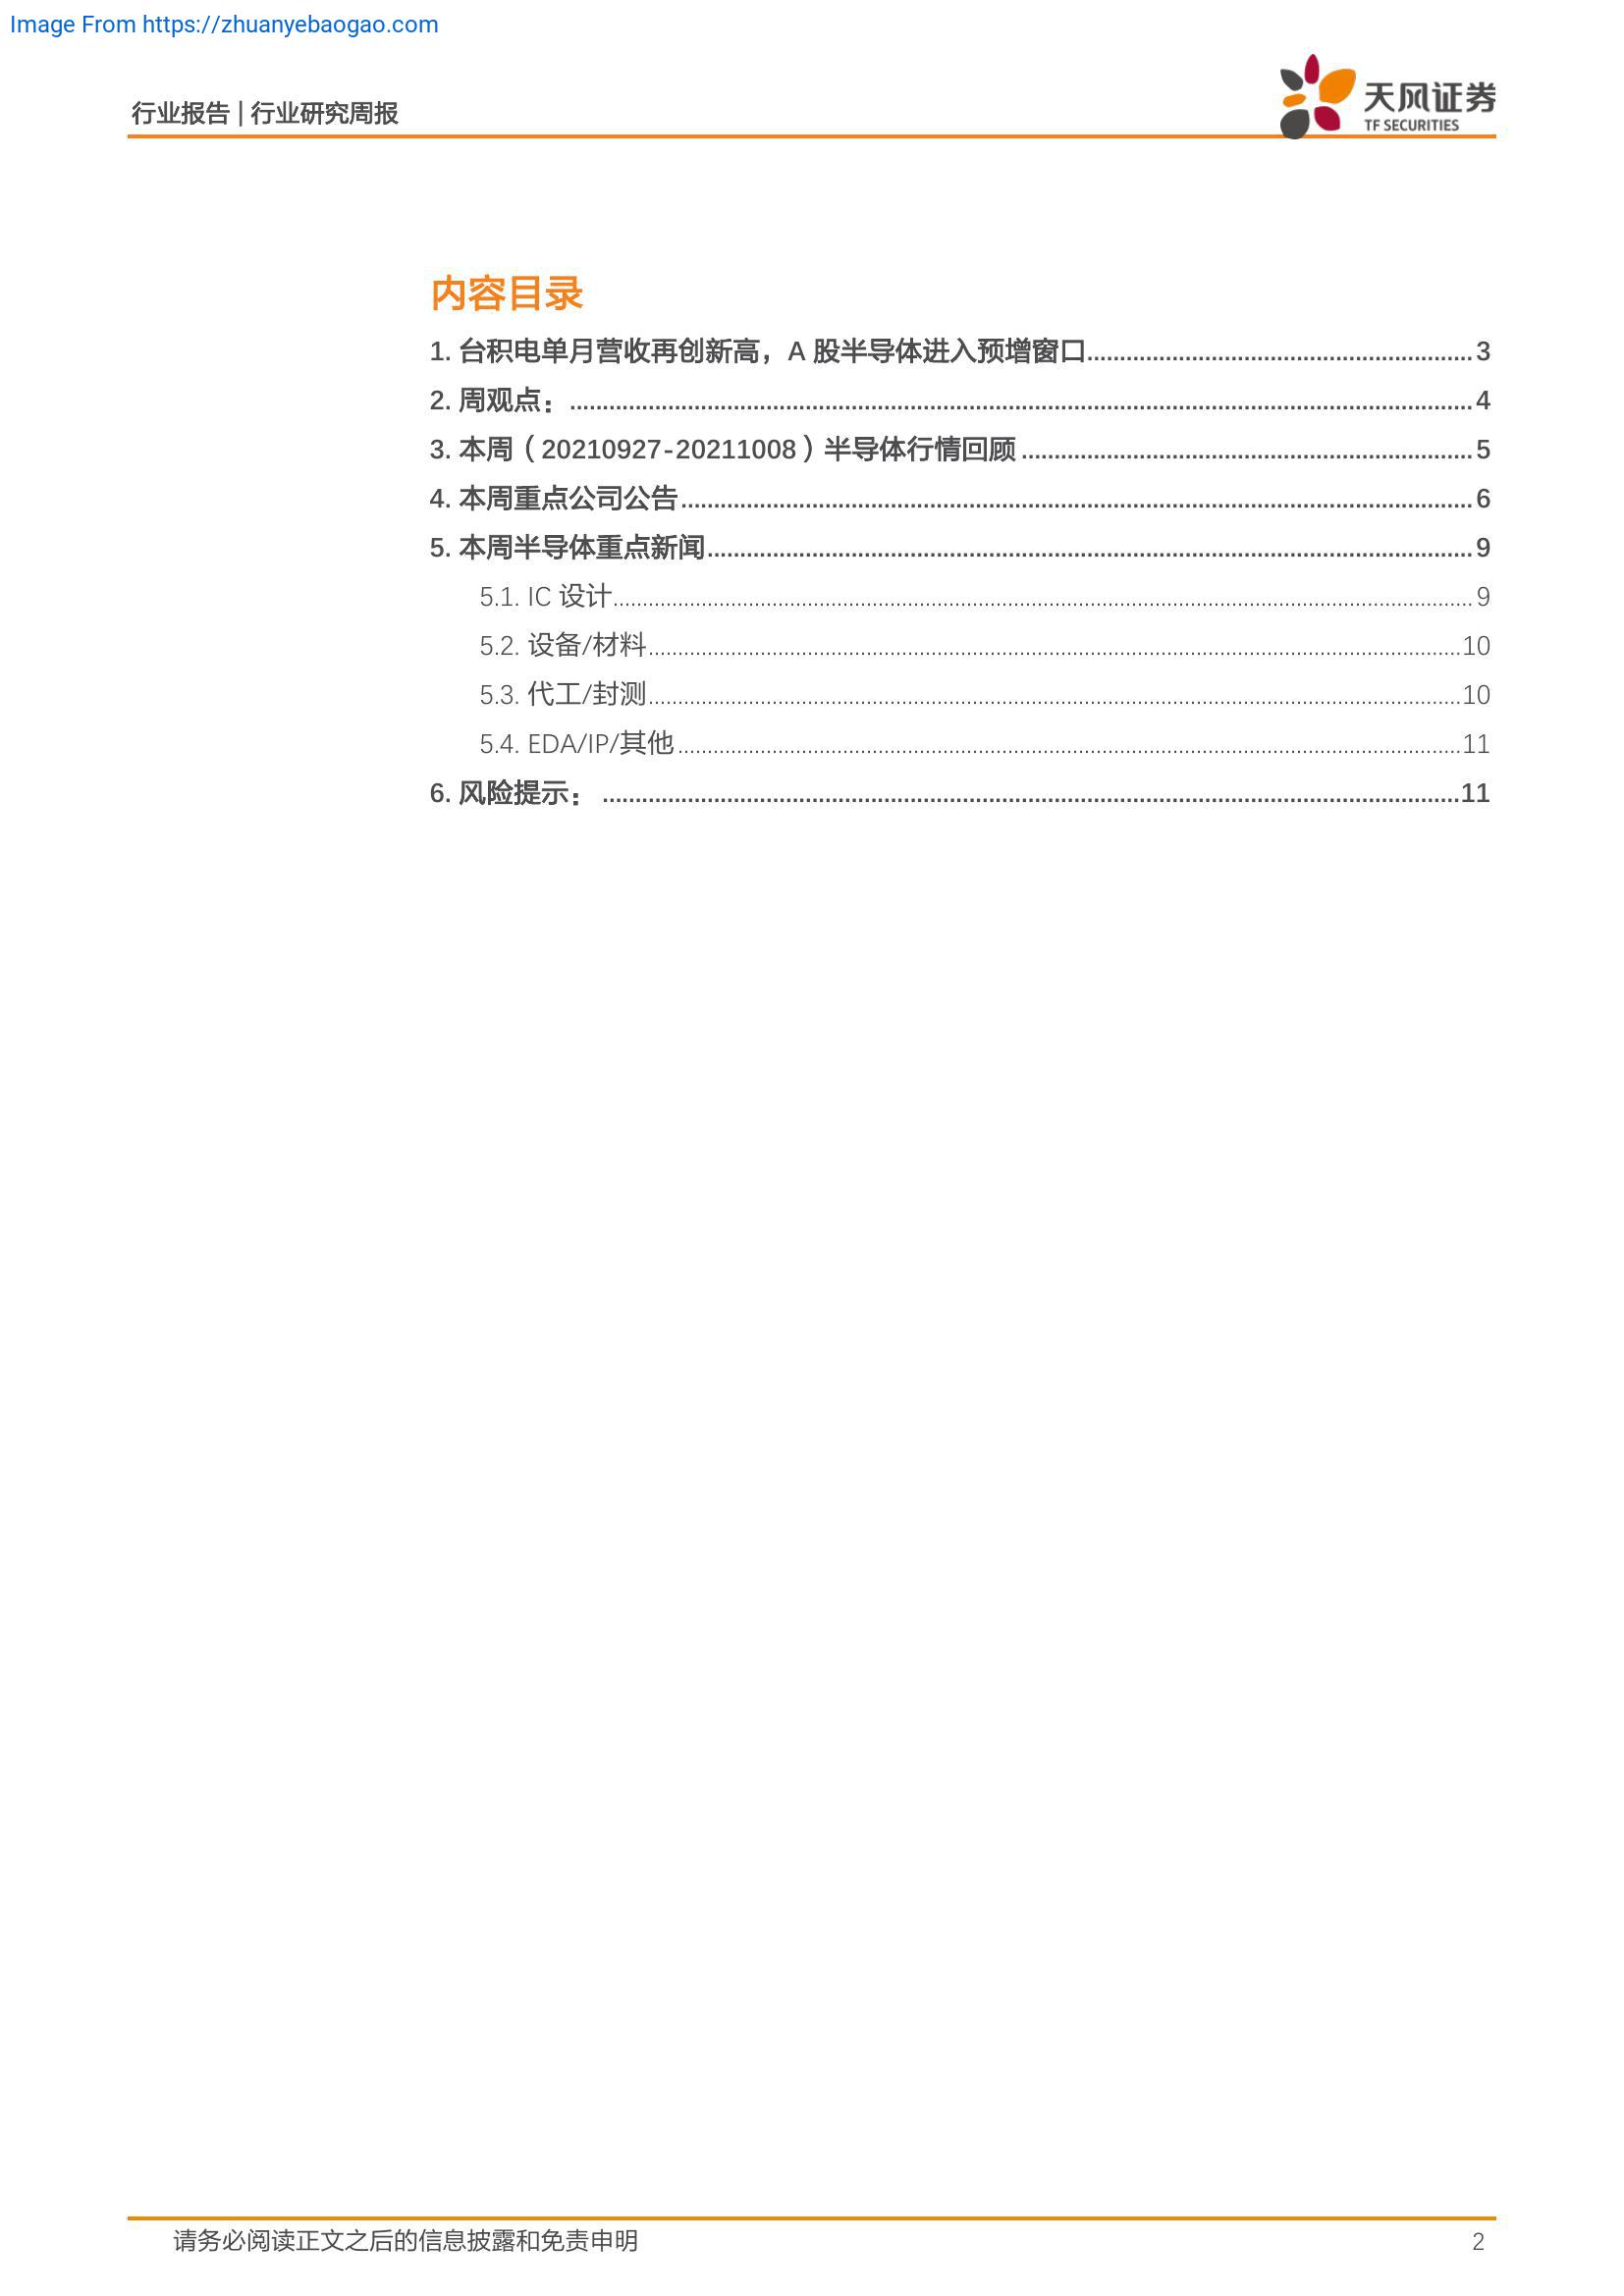 Image From https://zhuanyebaogao.com
行业报告 | 行业研究周报
天风证券
TF SECURITIES
内容目录
1. 台积电单月营收再创新高，A 股半导体进入预增窗口 3
2. 周观点： 4
3. 本周（20210927-20211008）半导体行情回顾 5
4. 本周重点公司公告 6
5. 本周半导体重点新闻 9
5.1. IC 设计 9
5.2. 设备/材料 10
5.3. 代工/封测 10
5.4. EDA/IP/其他 11
6. 风险提示： 11
请务必阅读正文之后的信息披露和免责申明 2